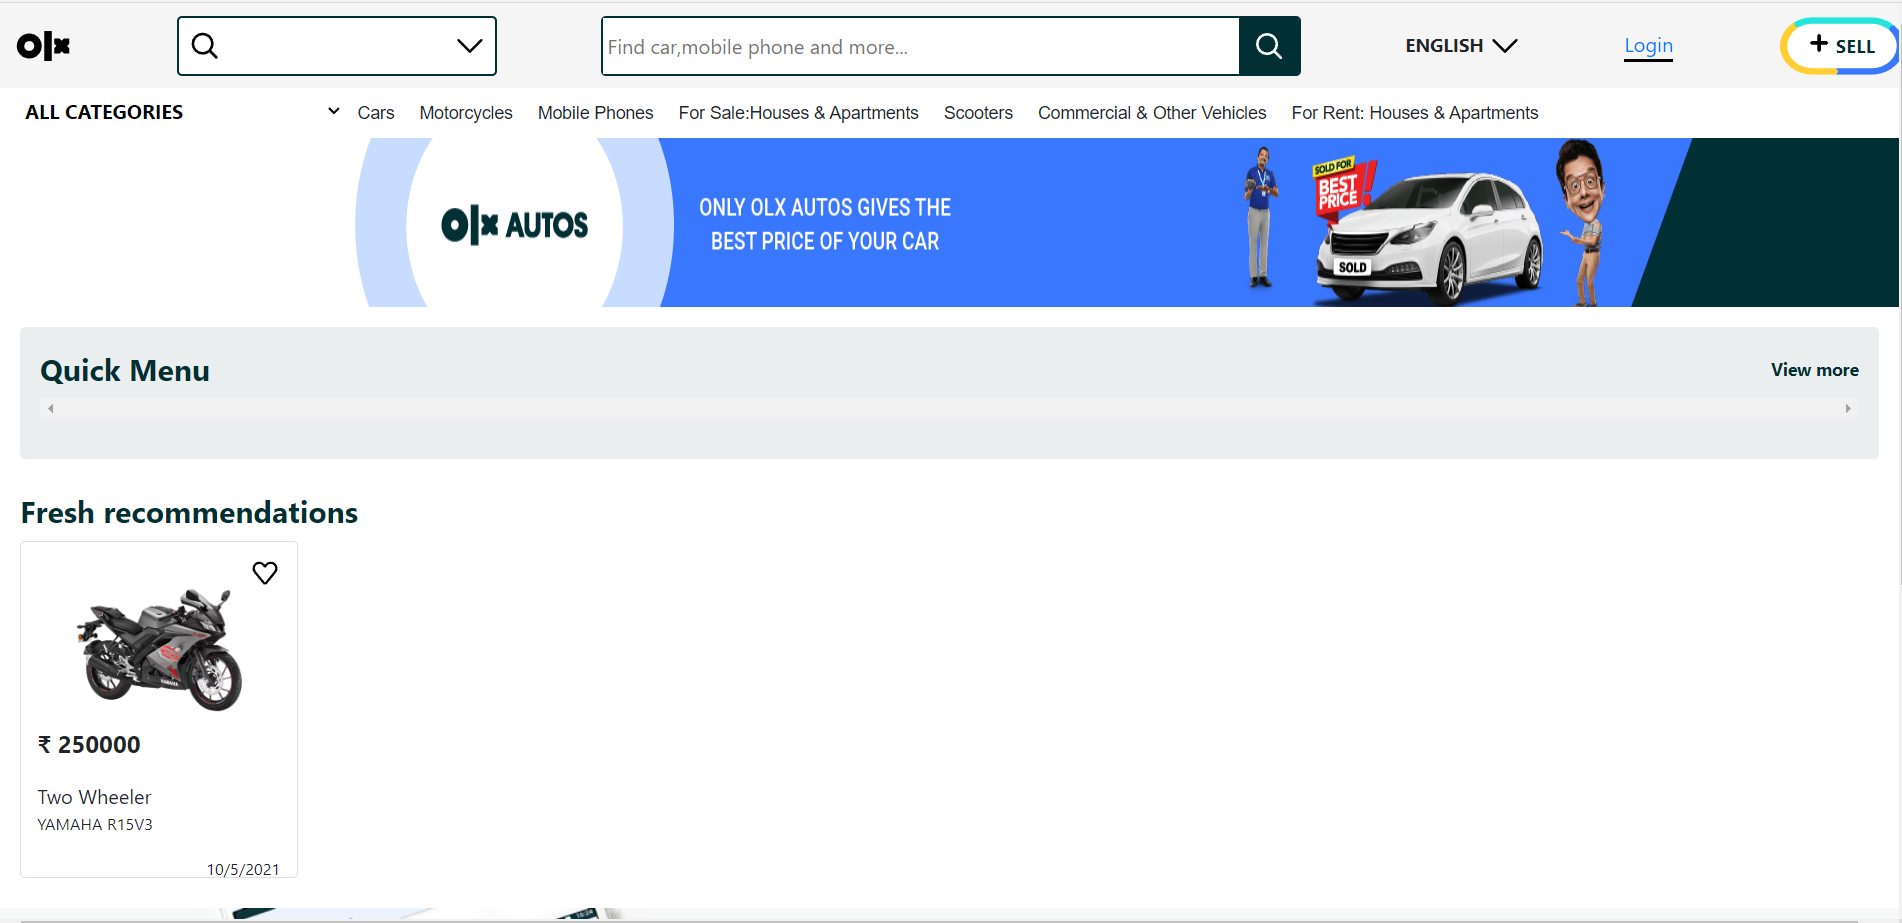 olx
Find car,mobile phone and more...
ENGLISH
Login
+ SELL
ALL CATEGORIES
Cars
Motorcycles
Mobile Phones
For Sale:Houses & Apartments
Scooters
Commercial & Other Vehicles
For Rent: Houses & Apartments
olx AUTOS
ONLY OLX AUTOS GIVES THE
BEST PRICE OF YOUR CAR
SOLD FOR
BEST
PRICE!
SOLD
Quick Menu
View more
Fresh recommendations
YAMAHA
₹ 250000
Two Wheeler
YAMAHA R15V3
10/5/2021